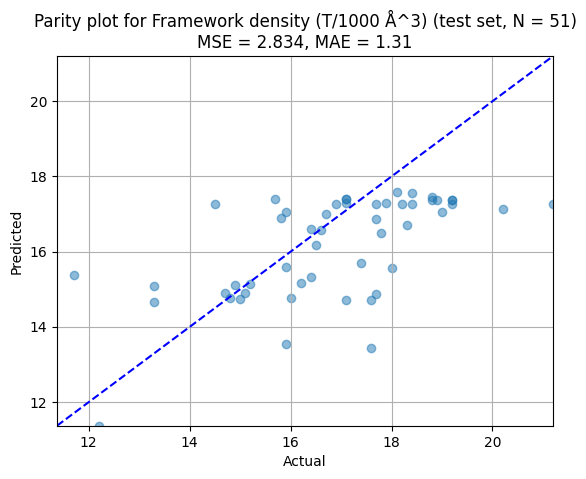 Parity plot for Framework density (T/1000 Å^3) (test set, N = 51)
MSE = 2.834, MAE = 1.31
20
18
16
14
12
Predicted
12 14 16 18 20
Actual